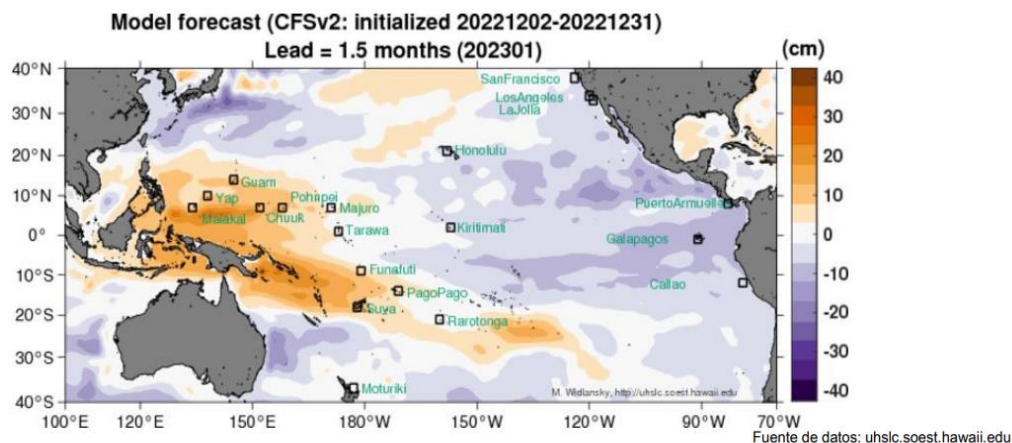 Model forecast (CFSv2: initialized 20221202-20221231)
Lead = 1.5 months (202301)
(cm)
40°N
30°N
20°N
10°N
0°
10°S
20°S
30°S
40°S
SanFrancisco
LosAngeles
LaJolla
Honolulu
Guam
Yap
Pohnpei
Malakal
Chuuk
Majuro
PuertoArmuelle
Tarawa
Kiritimati
Galapagos
Funafuti
PagoPago
Callao
Suva
Rarotonga
Moturiki
M. Widlansky, http://uhslc.soest.hawaii.edu
40
30
20
10
0
-10
-20
-30
-40
100°E
120°E
150°E
180°W
150°W
120°W
90°W
70°W
Fuente de datos: uhslc.soest.hawaii.edu